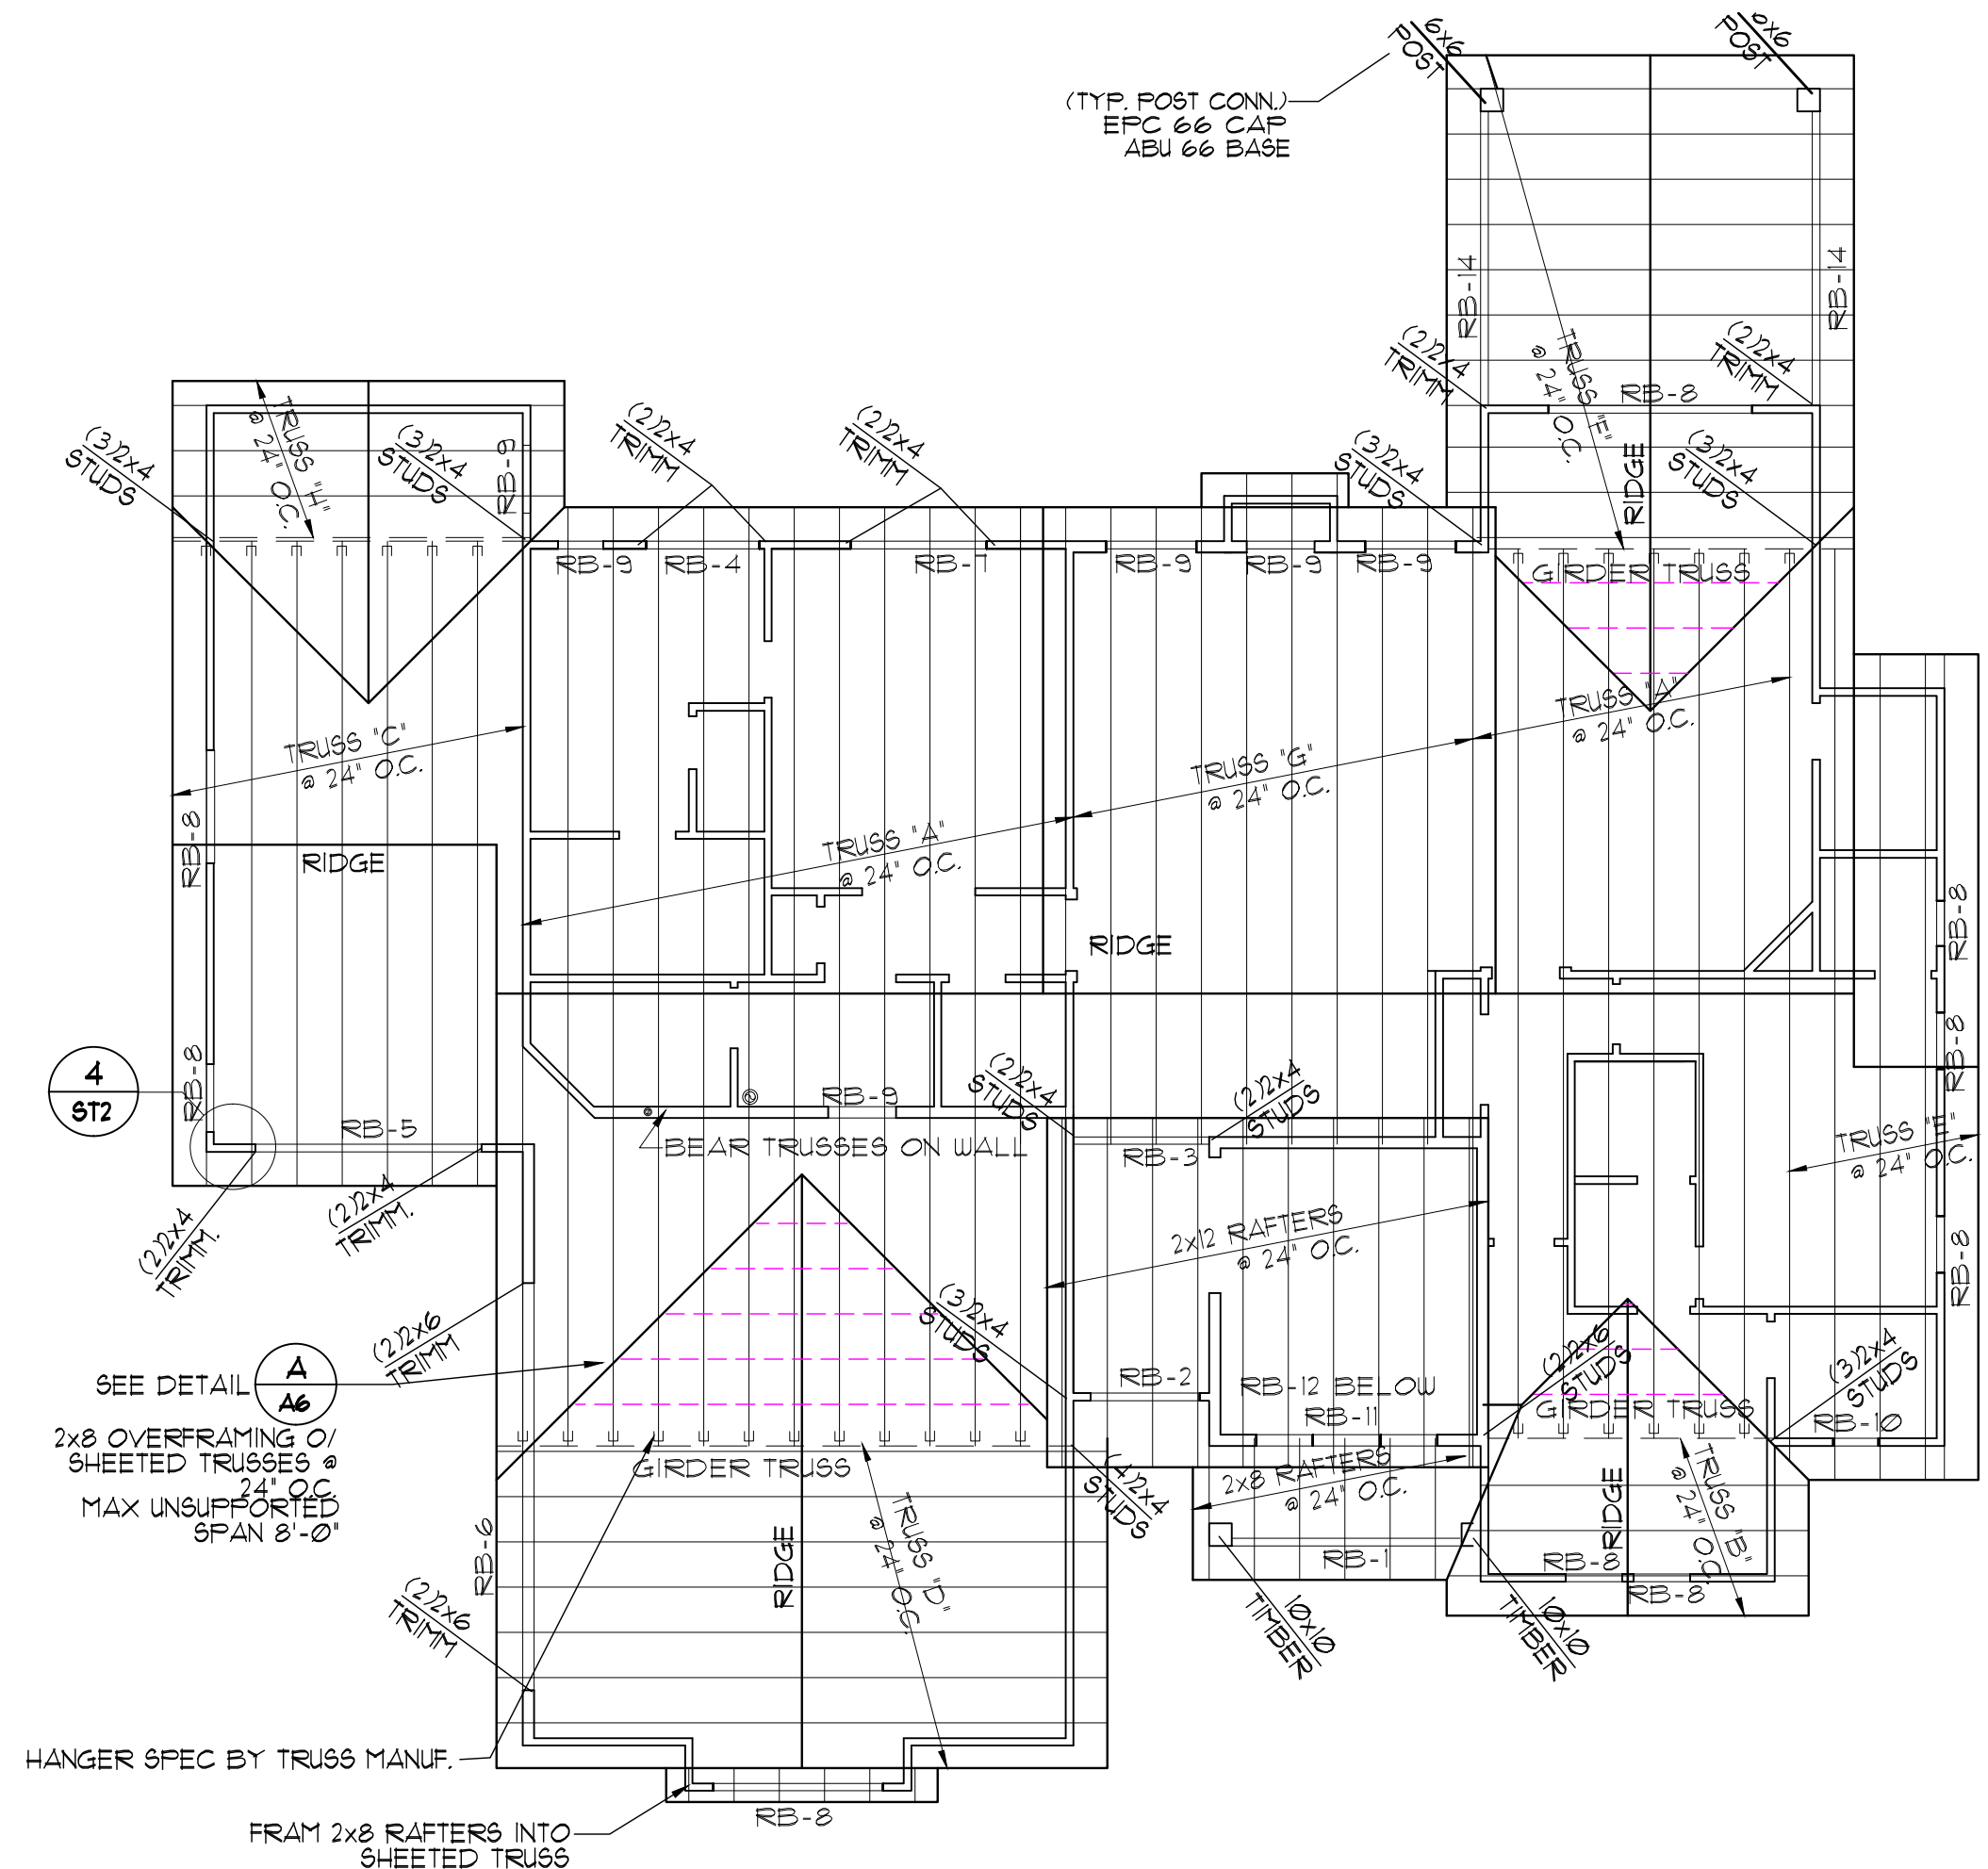 6x6
POST
6x6
POST
(TYP. POST CONN.)
EPC 66 CAP
ABU 66 BASE
RB-14
RB-14
(2)2x4
TRIMM
(2)2x4
TRIMM
TRUSS "F"
@ 24" O.C.
RB-8
RIDGE
TRUSS "H"
@ 24" O.C.
(3)2x4
STUDS
(3)2x4
STUDS
RB-9
(2)2x4
TRIMM
(2)2x4
TRIMM
(3)2x4
STUDS
(3)2x4
STUDS
RB-9
RB-4
RB-7
RB-9
RB-9
RB-9
GIRDER TRUSS
TRUSS "C"
@ 24" O.C.
TRUSS "A"
@ 24" O.C.
TRUSS "G"
@ 24" O.C.
TRUSS "A"
@ 24" O.C.
RB-8
RIDGE
RIDGE
RB-8
RB-8
4
ST2
RB-8
RB-5
RB-9
(2)2x4
STUDS
(2)2x4
STUDS
BEAR TRUSSES ON WALL
RB-3
TRUSS "E"
@ 24" O.C.
(2)2x4
TRIMM.
(2)2x4
TRIMM.
2x12 RAFTERS
@ 24" O.C.
RB-8
(2)2x6
TRIMM
(3)2x4
STUDS
(2)2x6
STUDS
(3)2x4
STUDS
SEE DETAIL
A
A6
RB-2
RB-12 BELOW
RB-11
GIRDER TRUSS
RB-10
2x8 OVERFRAMING O/
SHEETED TRUSSES @
24" O.C.
MAX UNSUPPORTED
SPAN 8'-0"
GIRDER TRUSS
(4)2x4
STUDS
2x8 RAFTERS
@ 24" O.C.
RB-6
RIDGE
TRUSS "D"
@ 24" O.C.
RB-1
RIDGE
TRUSS "B"
@ 24" O.C.
RB-8
RB-8
(2)2x6
TRIMM
10x10
TIMBER
10x10
TIMBER
HANGER SPEC BY TRUSS MANUF.
RB-8
FRAM 2x8 RAFTERS INTO
SHEETED TRUSS